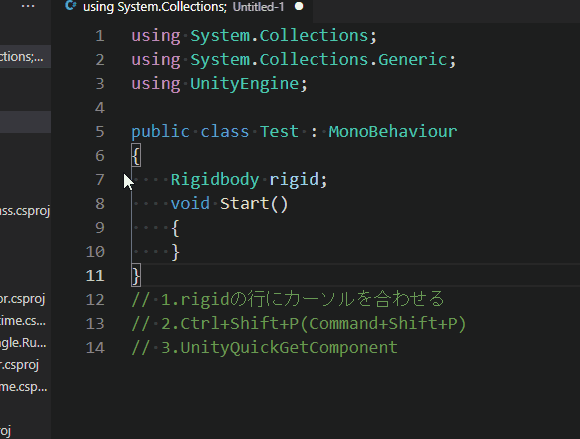 using System.Collections; Untitled-1
1 using System.Collections;
2 using System.Collections.Generic;
3 using UnityEngine;
4
5 public class Test : MonoBehaviour
6 {
7 Rigidbody rigid;
8 void Start()
9 {
10 }
11 }
12 // 1.rigidの行にカーソルを合わせる
13 // 2.Ctrl+Shift+P(Command+Shift+P)
14 // 3.UnityQuickGetComponent
ctions;...
ass.csproj
or.csproj
time.cs...
ngle.Ru...
r.csproj
me.csp...
roj